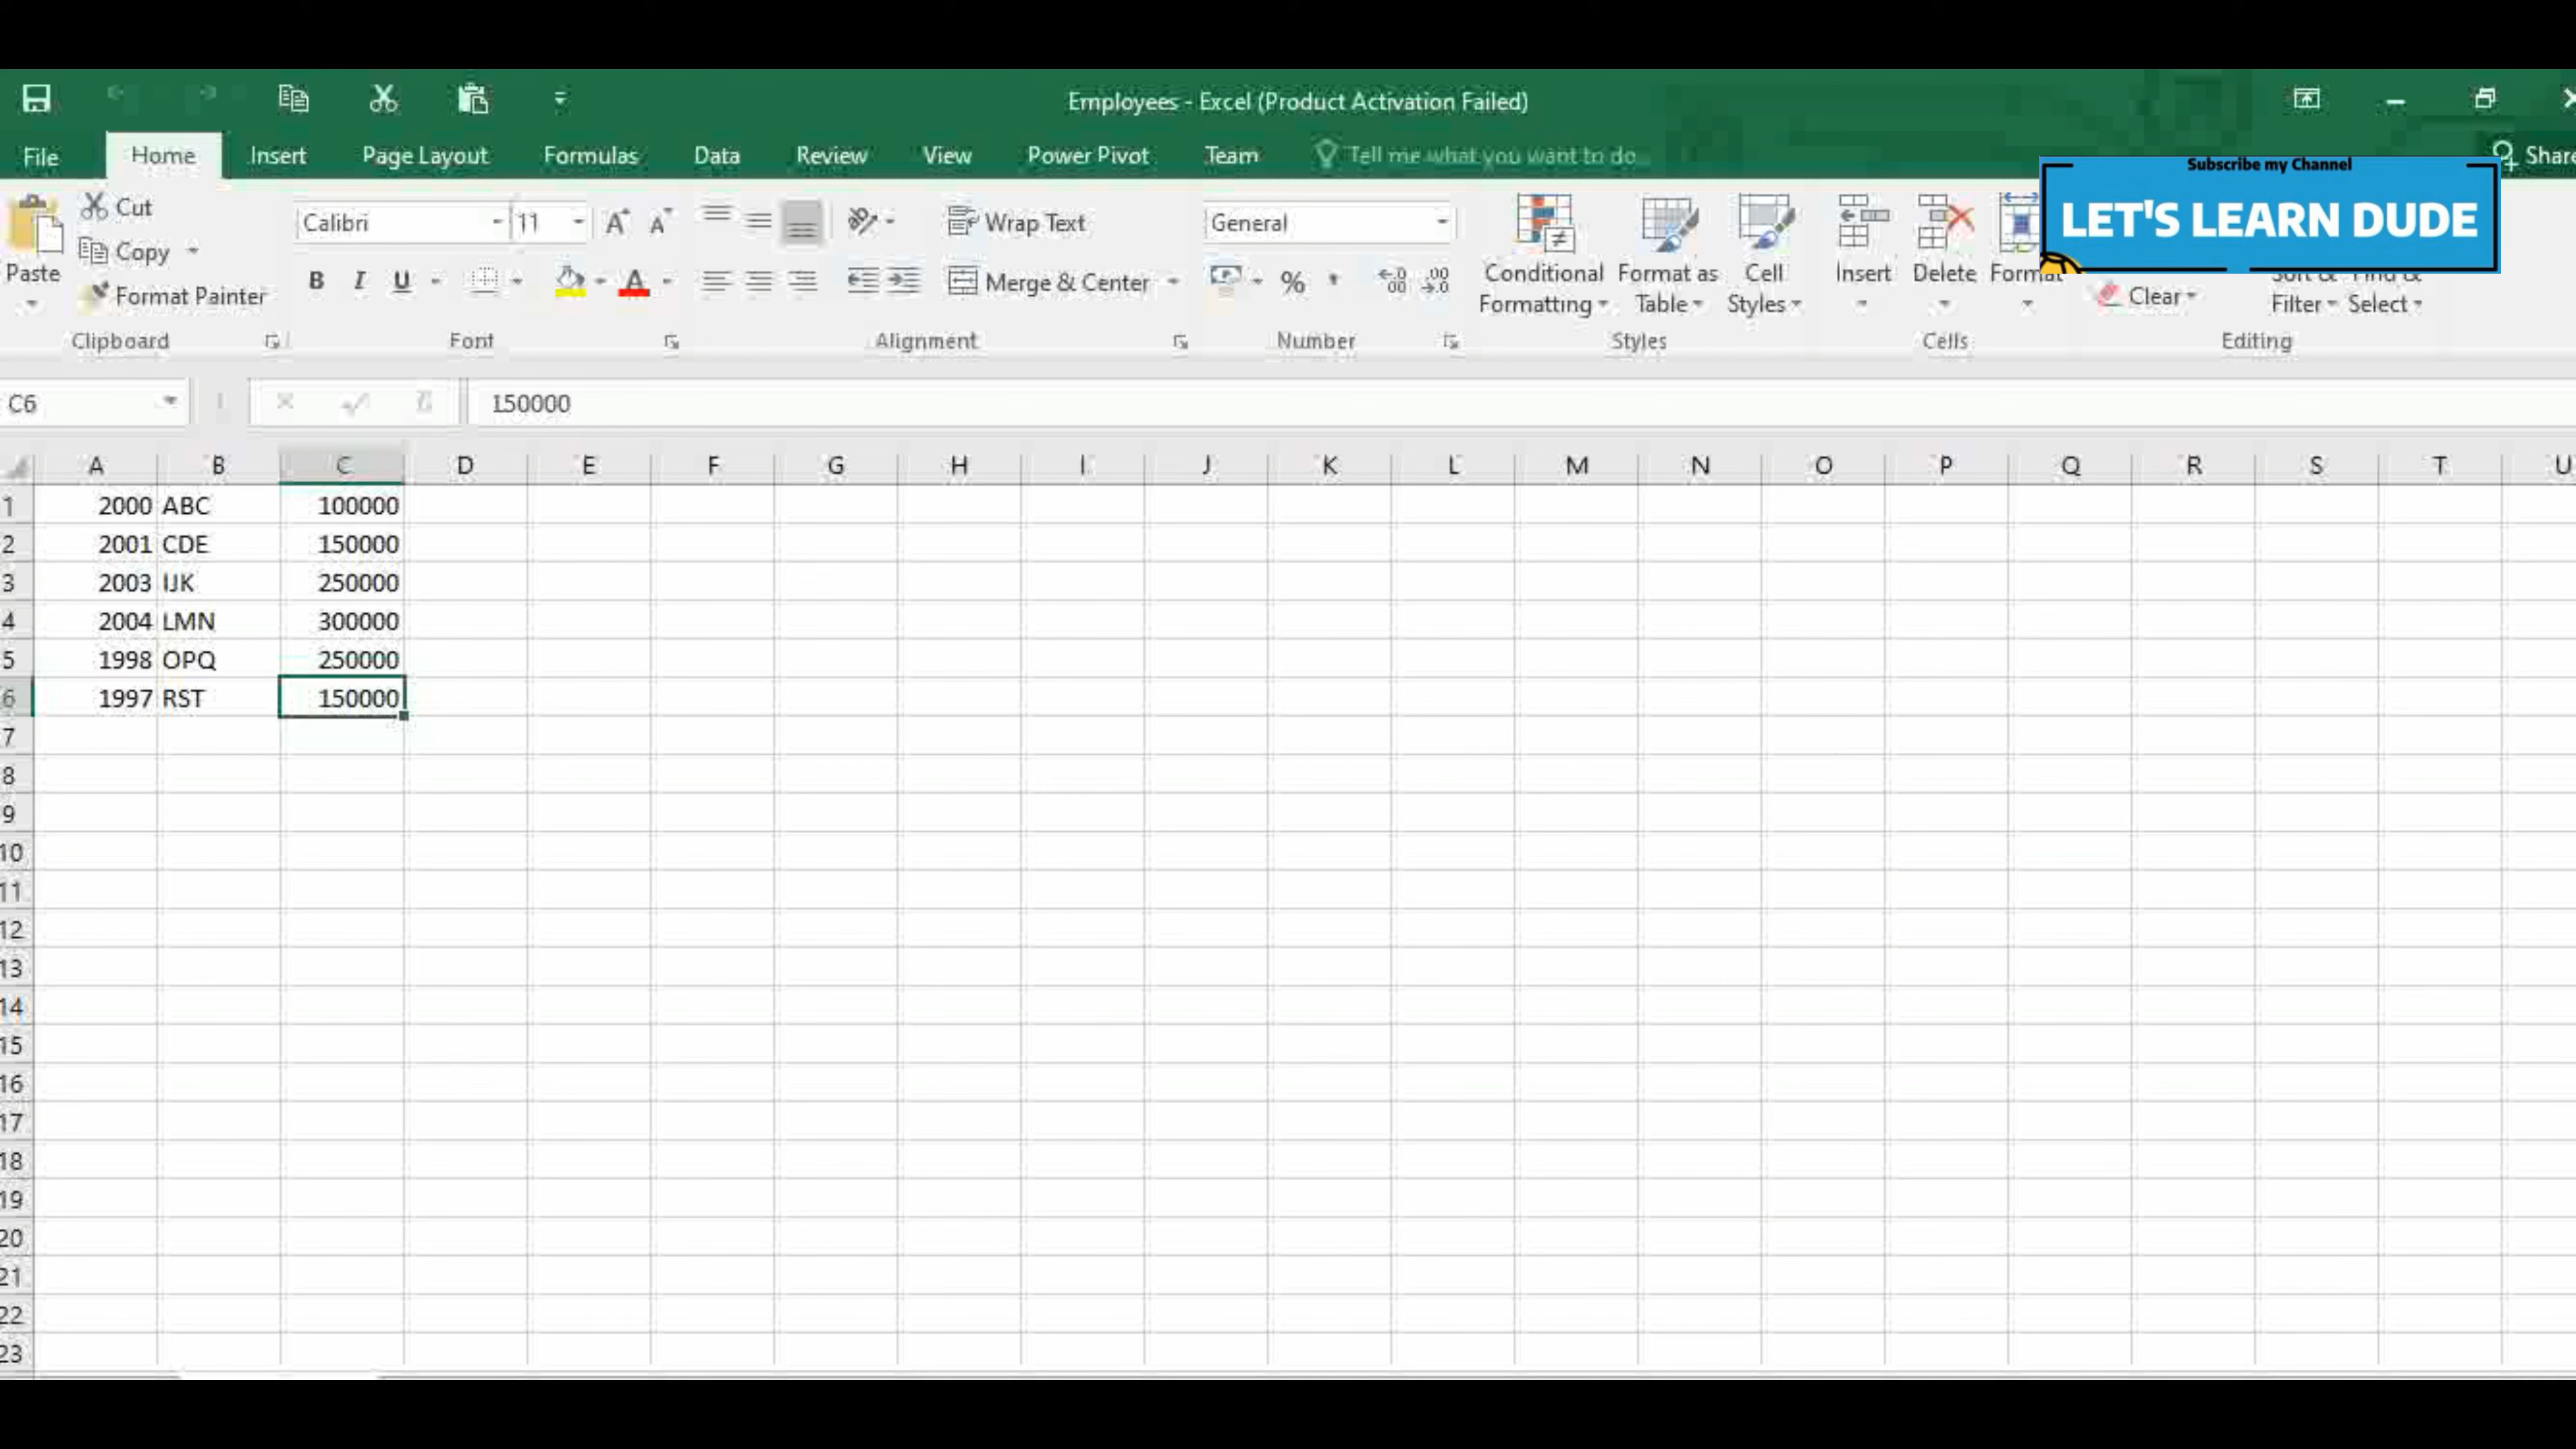 Employees - Excel (Product Activation Failed)
File Home Insert Page Layout Formulas Data Review View Power Pivot Team Tell me what you want to do... Share
Subscribe my Channel
LET'S LEARN DUDE
Paste
Cut
Copy
Format Painter
Clipboard
Calibri 11
B I U
Font
Wrap Text
Merge & Center
Alignment
General
%
Number
Conditional Formatting
Format as Table
Cell Styles
Styles
Insert Delete Format
Cells
Clear
Sort & Filter
Find & Select
Editing
C6 150000
A B C D E F G H I J K L M N O P Q R S T U
1 2000 ABC 100000
2 2001 CDE 150000
3 2003 IJK 250000
4 2004 LMN 300000
5 1998 OPQ 250000
6 1997 RST 150000
7
8
9
10
11
12
13
14
15
16
17
18
19
20
21
22
23